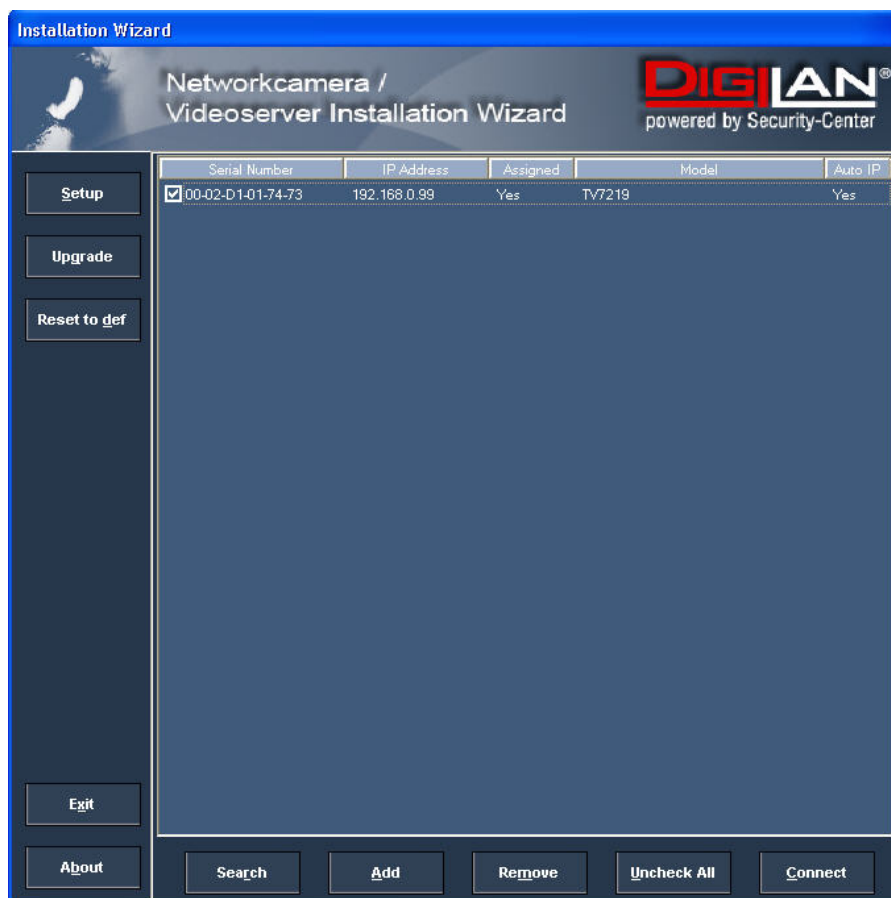 Installation Wizard
Networkcamera /
Videoserver Installation Wizard
DIGILAN®
powered by Security-Center
Serial Number IP Address Assigned Model Auto IP
00-02-D1-01-74-73 192.168.0.99 Yes TV7219 Yes
Setup
Upgrade
Reset to def
Exit
About
Search Add Remove Uncheck All Connect